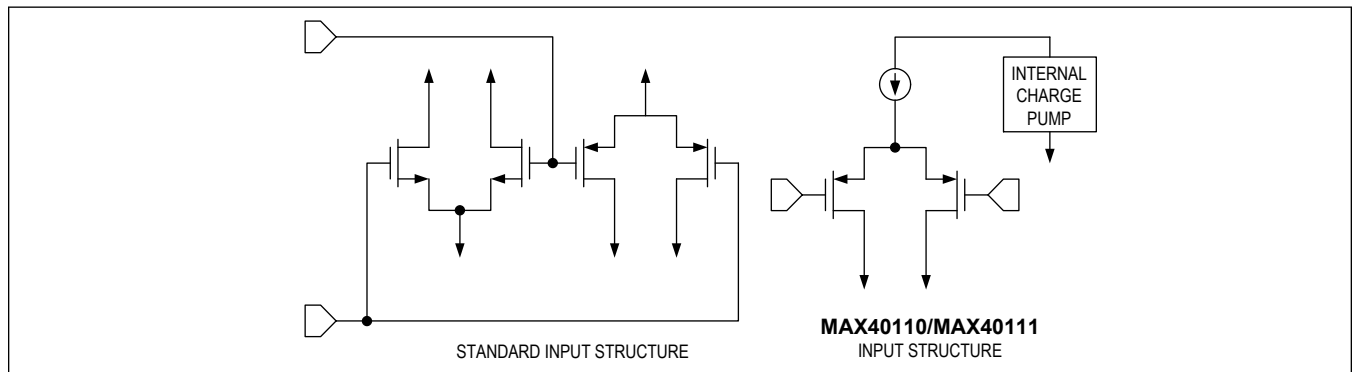 INTERNAL
CHARGE
PUMP
STANDARD INPUT STRUCTURE
MAX40110/MAX40111
INPUT STRUCTURE